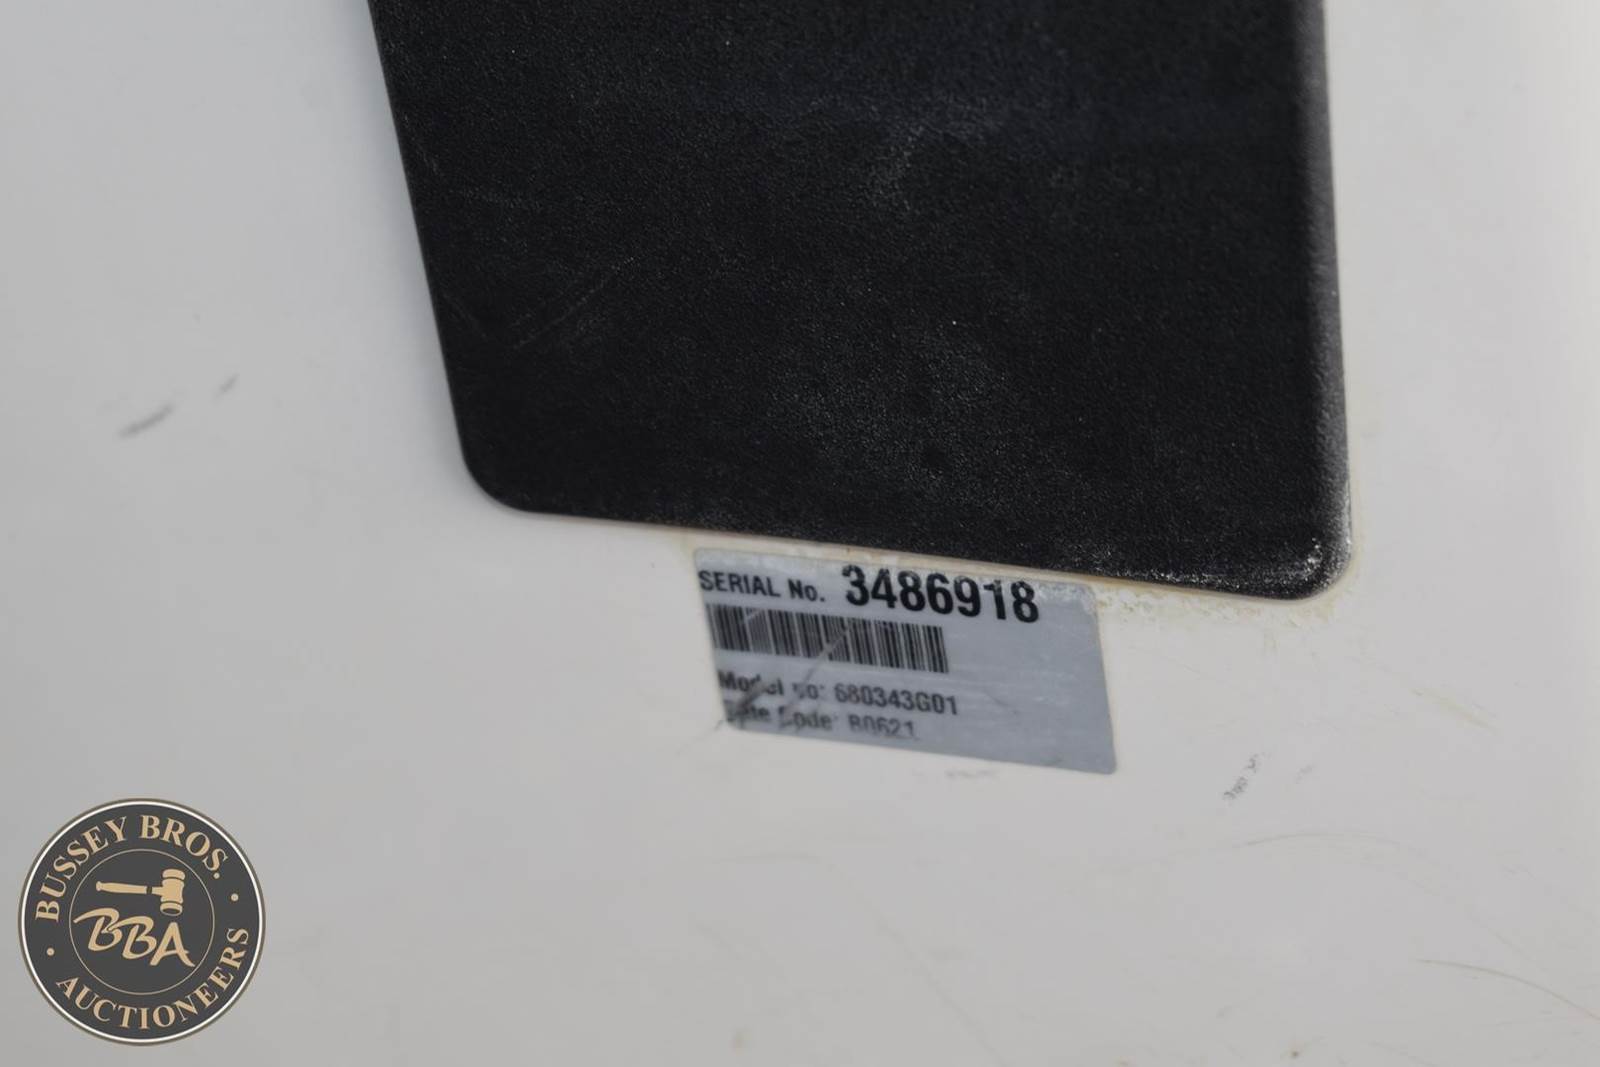 SERIAL No. 3486918
Model no: 680343G01
Date Code: B0621
BUSSEY BROS.
BBA
AUCTIONEERS